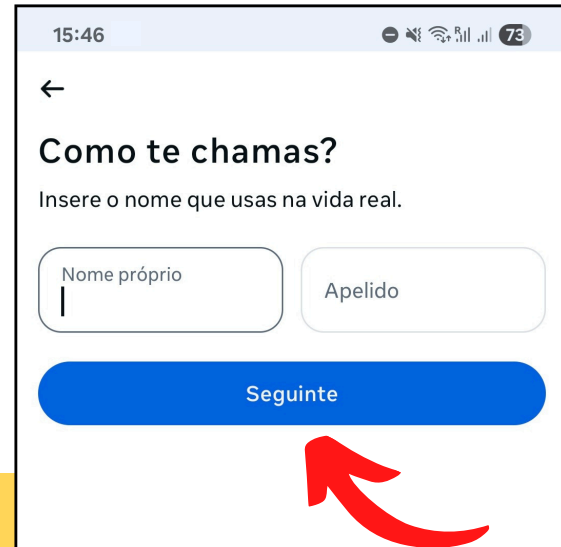 15:46 R 73
Como te chamas?
Insere o nome que usas na vida real.
Nome próprio
Apelido
Seguinte